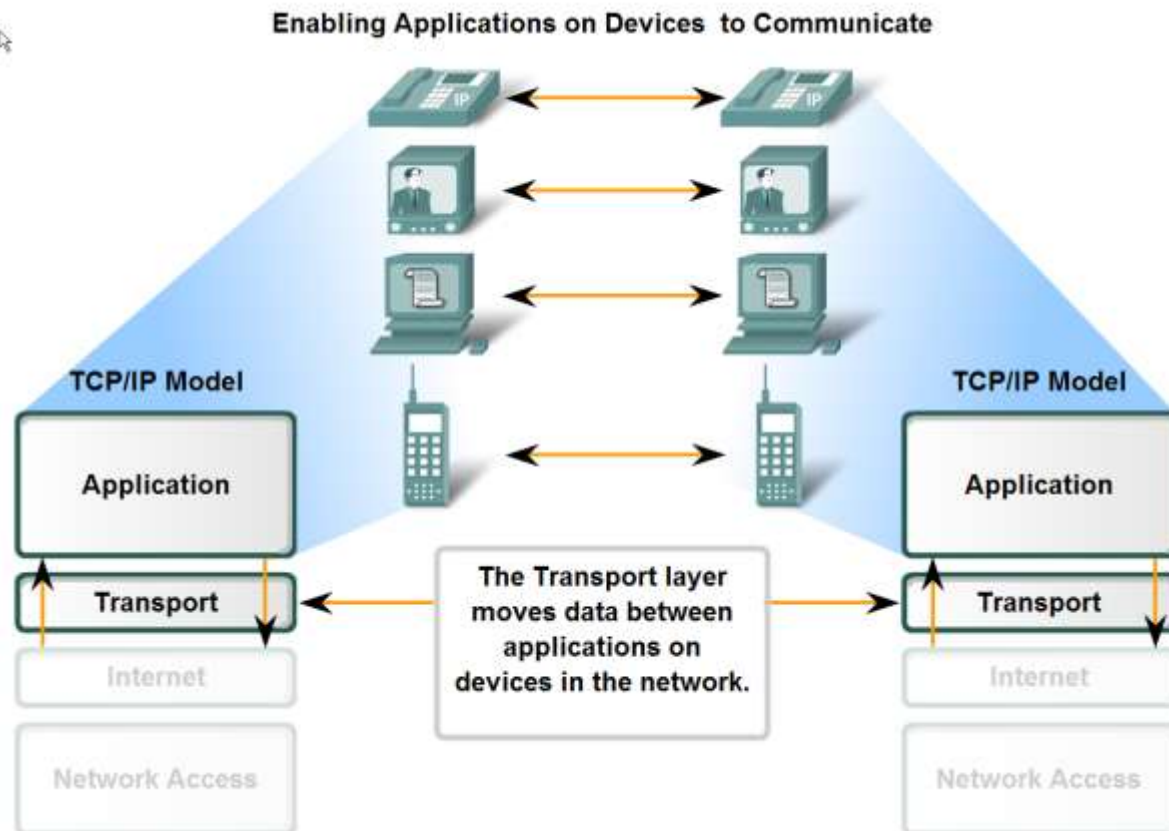 Enabling Applications on Devices to Communicate
IP
IP
TCP/IP Model
TCP/IP Model
Application
Application
The Transport layer
moves data between
applications on
devices in the network.
Transport
Transport
Internet
Internet
Network Access
Network Access